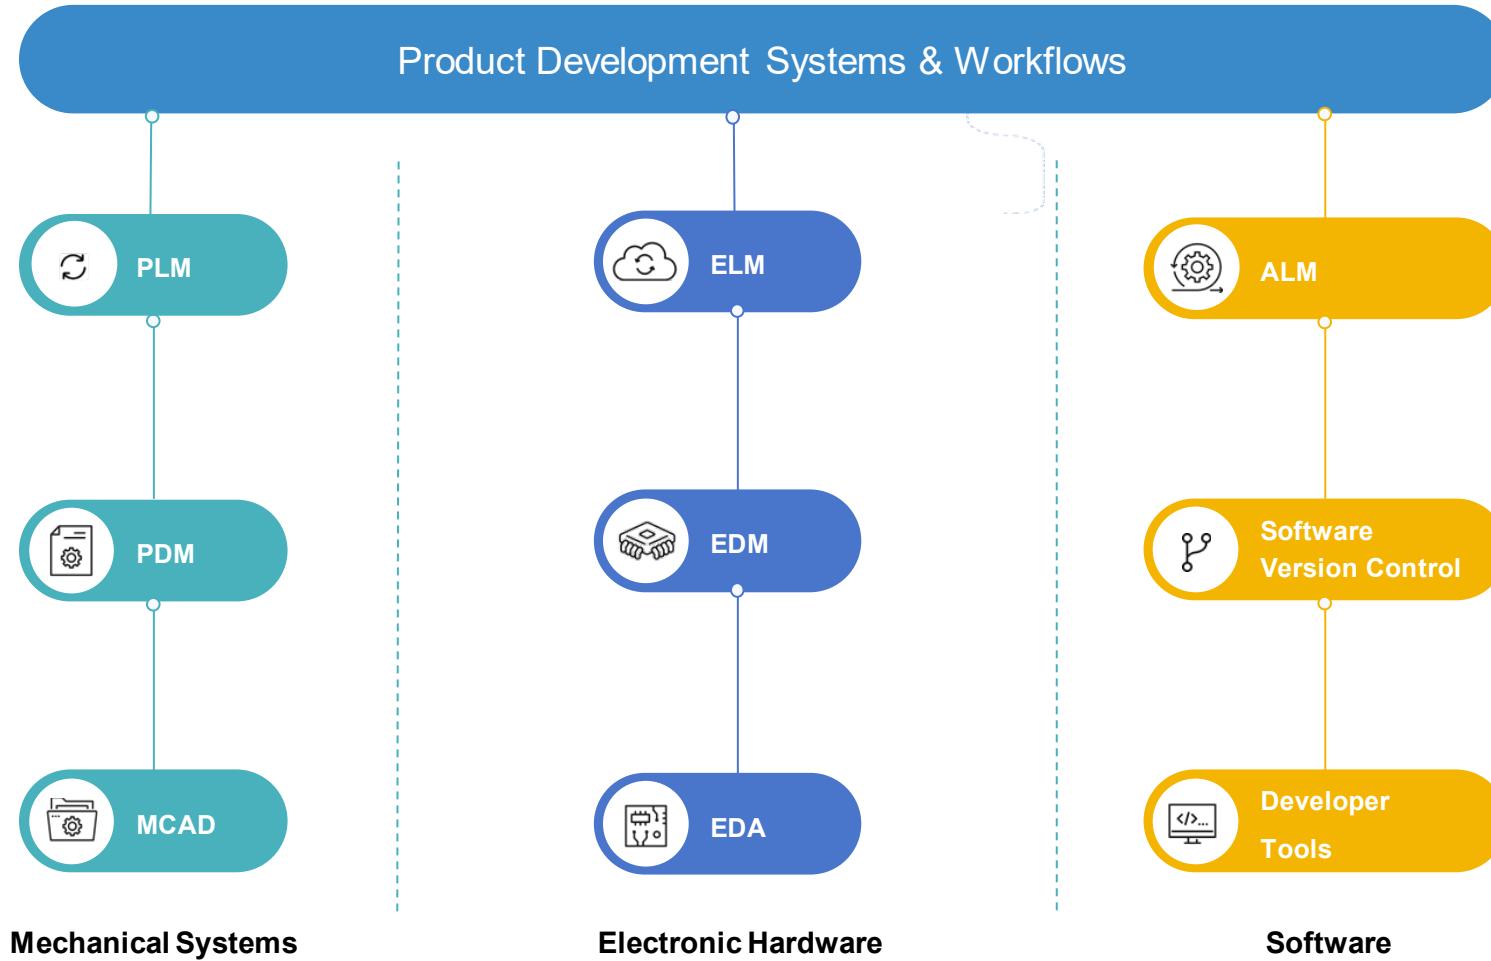 Product Development Systems & Workflows
PLM
ELM
ALM
PDM
EDM
Software
Version Control
MCAD
EDA
Developer
Tools
</>...
Mechanical Systems
Electronic Hardware
Software